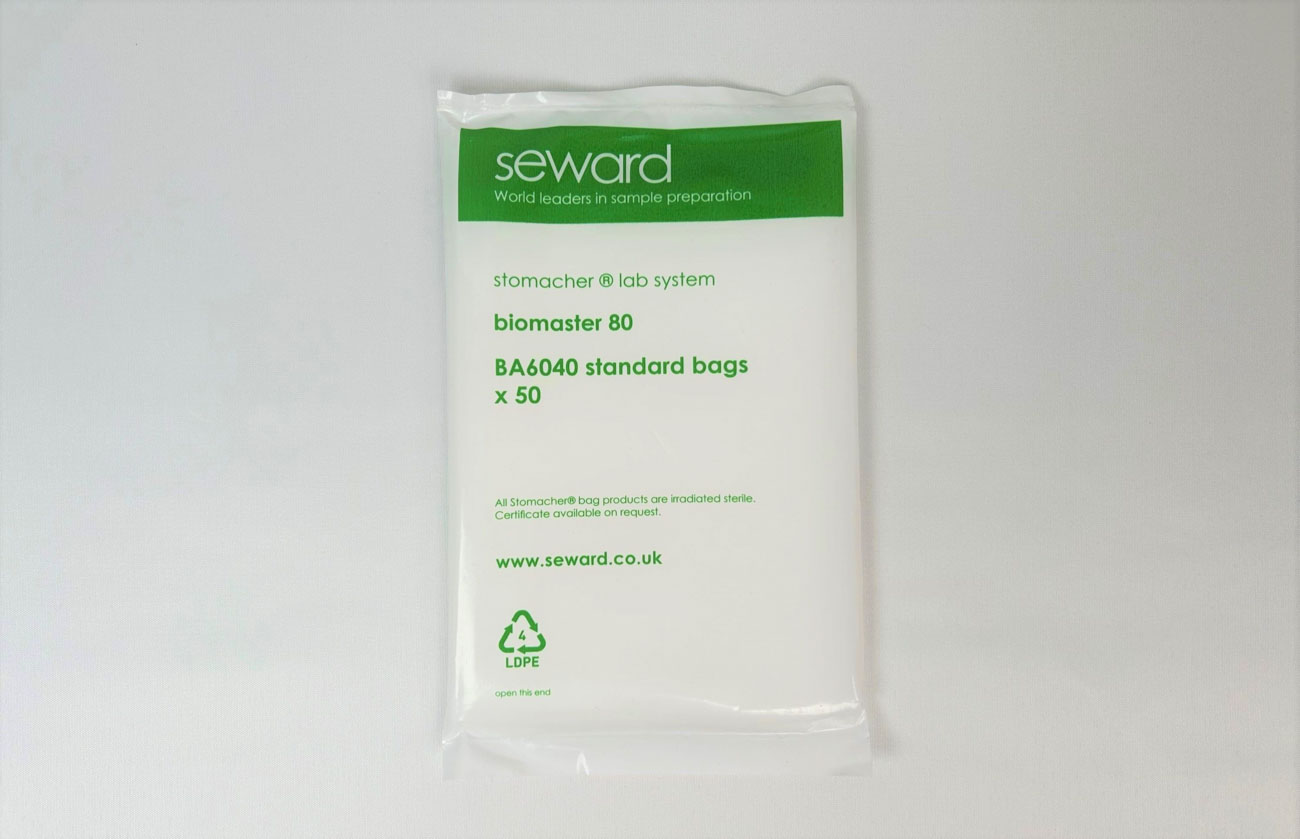 seward
World leaders in sample preparation
stomacher ® lab system
biomaster 80
BA6040 standard bags
x 50
All Stomacher® bag products are irradiated sterile.
Certificate available on request.
www.seward.co.uk
4
LDPE
open this end